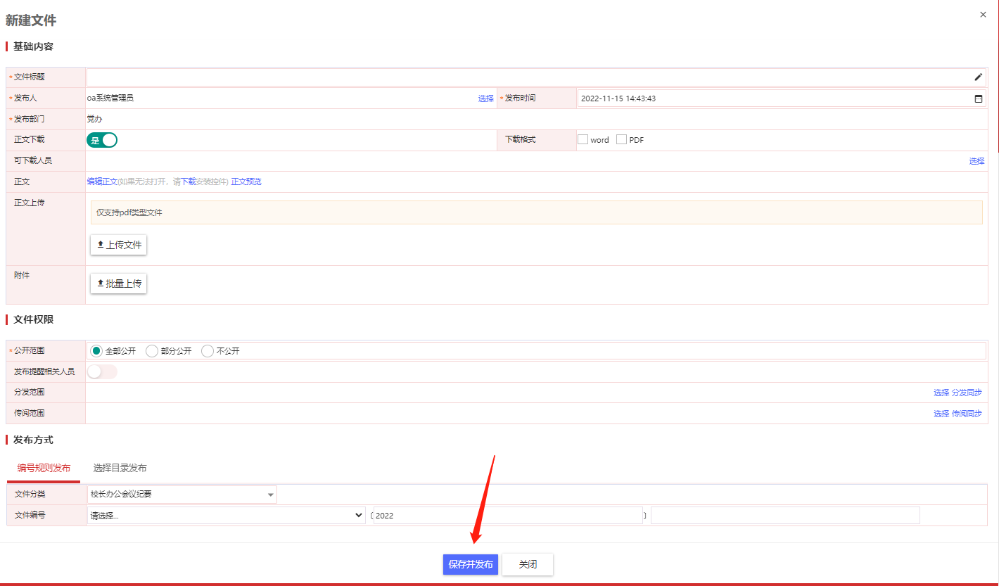 新建文件
×
基础内容
*文件标题
*发布人 oa系统管理员 选择 *发布时间 2022-11-15 14:43:43
*发布部门 党办
正文下载 是 下载格式 word PDF
可下载人员 选择
正文 编辑正文(如果无法打开，请下载安装控件) 正文预览
正文上传 仅支持pdf类型文件
上传文件
附件 批量上传
文件权限
*公开范围 全部公开 部分公开 不公开
发布提醒相关人员
分发范围 选择 分发同步
传阅范围 选择 传阅同步
发布方式
编号规则发布 选择目录发布
文件分类 校长办公会议纪要
文件编号 请选择... 〔2022 〕
保存并发布 关闭